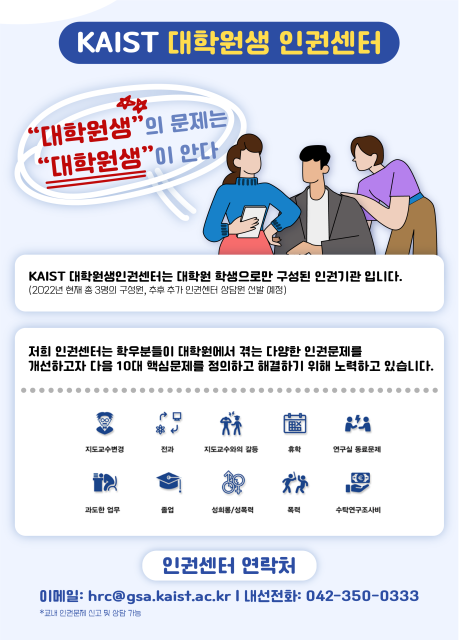 KAIST 대학원생 인권센터
“대학원생”의 문제는
“대학원생”이 안다
KAIST 대학원생인권센터는 대학원 학생으로만 구성된 인권기관 입니다.
(2022년 현재 총 3명의 구성원, 추후 추가 인권센터 상담원 선발 예정)
저희 인권센터는 학우분들이 대학원에서 겪는 다양한 인권문제를
개선하고자 다음 10대 핵심문제를 정의하고 해결하기 위해 노력하고 있습니다.
지도교수변경 전과 지도교수와의 갈등 휴학 연구실 동료문제
과도한 업무 졸업 성희롱/성폭력 폭력 수탁연구조사비
인권센터 연락처
이메일: hrc@gsa.kaist.ac.kr | 내선전화: 042-350-0333
*교내 인권문제 신고 및 상담 가능